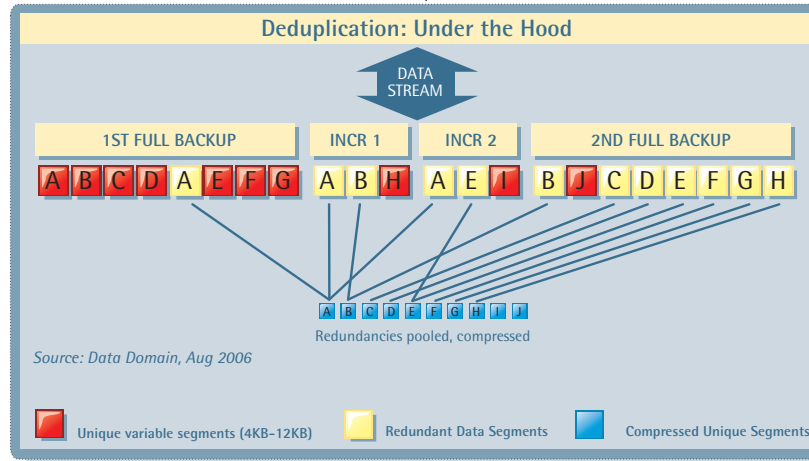 Deduplication: Under the Hood
DATA
STREAM
1ST FULL BACKUP INCR 1 INCR 2 2ND FULL BACKUP
A B C D A E F G A B H A E I B J C D E F G H
A B C D E F G H I J
Redundancies pooled, compressed
Source: Data Domain, Aug 2006
Unique variable segments (4KB-12KB) Redundant Data Segments Compressed Unique Segments